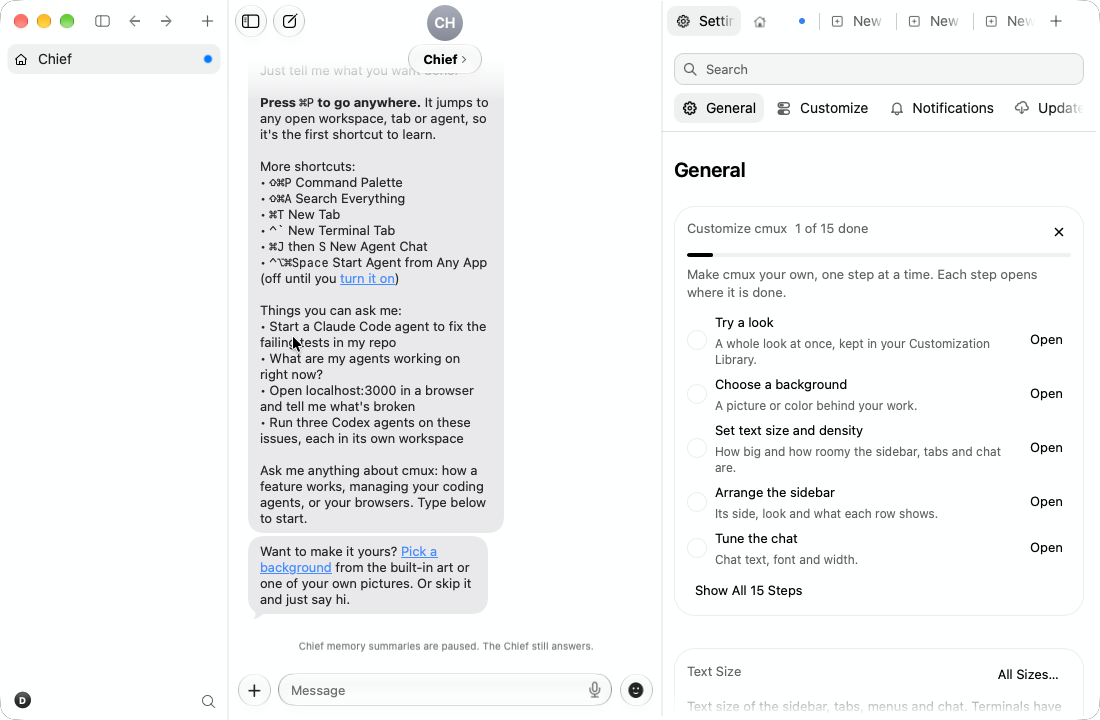 CH
Settin
New
New
New
Chief
Chief
Search
General
Customize
Notifications
Update
Just tell me what you want done.
Press ⌘P to go anywhere. It jumps to
any open workspace, tab or agent, so
it's the first shortcut to learn.
More shortcuts:
• ⇧⌘P Command Palette
• ⇧⌘A Search Everything
• ⌘T New Tab
• ^` New Terminal Tab
• ⌘J then S New Agent Chat
• ^⌥⌘Space Start Agent from Any App
(off until you turn it on)
Things you can ask me:
• Start a Claude Code agent to fix the
failing tests in my repo
• What are my agents working on
right now?
• Open localhost:3000 in a browser
and tell me what's broken
• Run three Codex agents on these
issues, each in its own workspace
Ask me anything about cmux: how a
feature works, managing your coding
agents, or your browsers. Type below
to start.
Want to make it yours? Pick a
background from the built-in art or
one of your own pictures. Or skip it
and just say hi.
Chief memory summaries are paused. The Chief still answers.
Message
D
General
Customize cmux 1 of 15 done
Make cmux your own, one step at a time. Each step opens
where it is done.
Try a look
A whole look at once, kept in your Customization
Library.
Open
Choose a background
A picture or color behind your work.
Open
Set text size and density
How big and how roomy the sidebar, tabs and chat
are.
Open
Arrange the sidebar
Its side, look and what each row shows.
Open
Tune the chat
Chat text, font and width.
Open
Show All 15 Steps
Text Size
All Sizes...
Text size of the sidebar, tabs, menus and chat. Terminals have